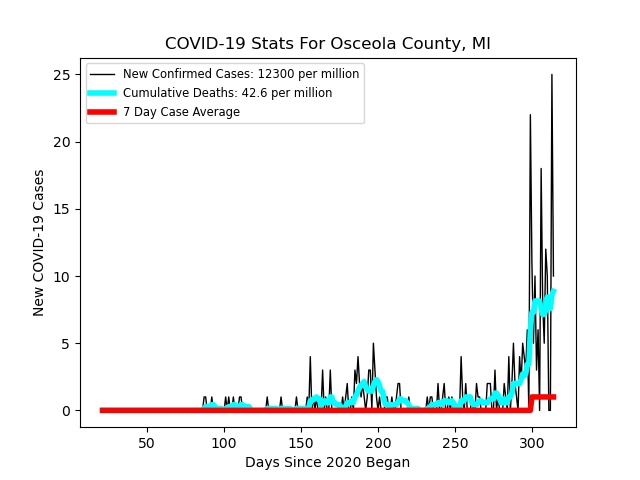 COVID-19 Stats For Osceola County, MI
New Confirmed Cases: 12300 per million
Cumulative Deaths: 42.6 per million
7 Day Case Average
New COVID-19 Cases
25
20
15
10
5
0
50 100 150 200 250 300
Days Since 2020 Began